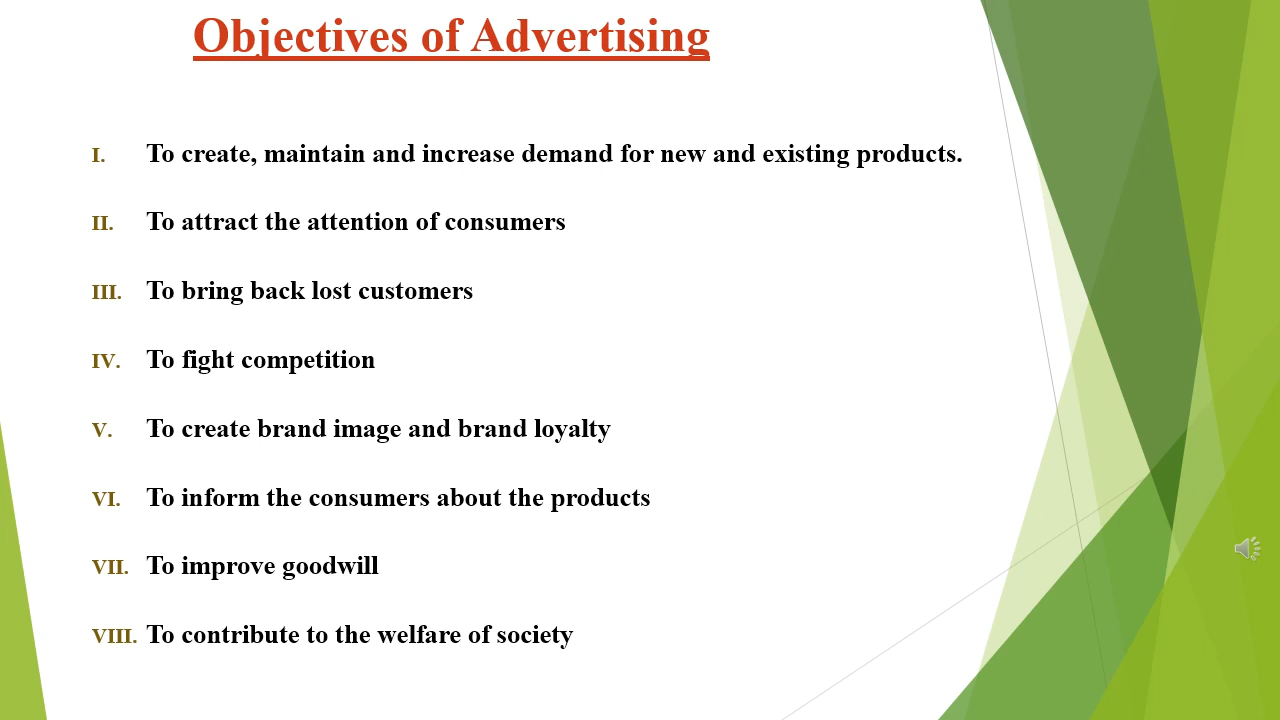 Objectives of Advertising
I. To create, maintain and increase demand for new and existing products.
II. To attract the attention of consumers
III. To bring back lost customers
IV. To fight competition
V. To create brand image and brand loyalty
VI. To inform the consumers about the products
VII. To improve goodwill
VIII. To contribute to the welfare of society